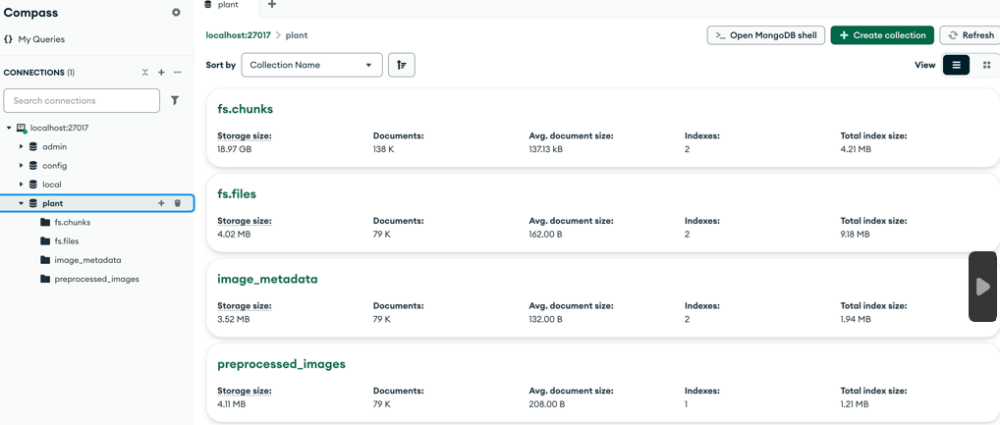 Compass
My Queries
CONNECTIONS (1)
Search connections
localhost:27017
admin
config
local
plant
fs.chunks
fs.files
image_metadata
preprocessed_images
plant
localhost:27017 > plant
>_ Open MongoDB shell
+ Create collection
Refresh
Sort by Collection Name
View
fs.chunks
Storage size: Documents: Avg. document size: Indexes: Total index size:
18.97 GB 138 K 137.13 kB 2 4.21 MB
fs.files
Storage size: Documents: Avg. document size: Indexes: Total index size:
4.02 MB 79 K 162.00 B 2 9.18 MB
image_metadata
Storage size: Documents: Avg. document size: Indexes: Total index size:
3.52 MB 79 K 132.00 B 2 1.94 MB
preprocessed_images
Storage size: Documents: Avg. document size: Indexes: Total index size:
4.11 MB 79 K 208.00 B 1 1.21 MB